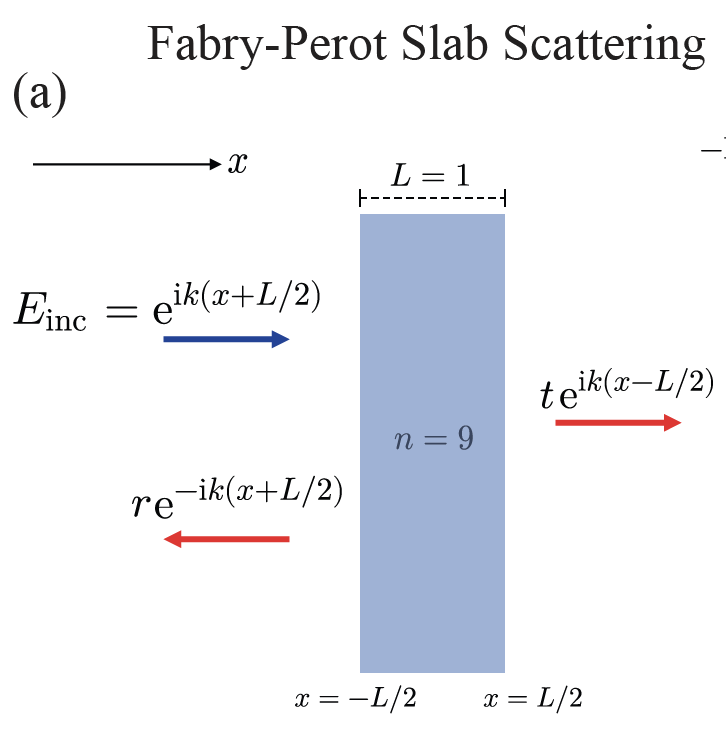 Fabry-Perot Slab Scattering
(a)
x
L = 1
E_inc = e^{ik(x+L/2)}
te^{ik(x−L/2)}
n = 9
re^{−ik(x+L/2)}
x = −L/2
x = L/2